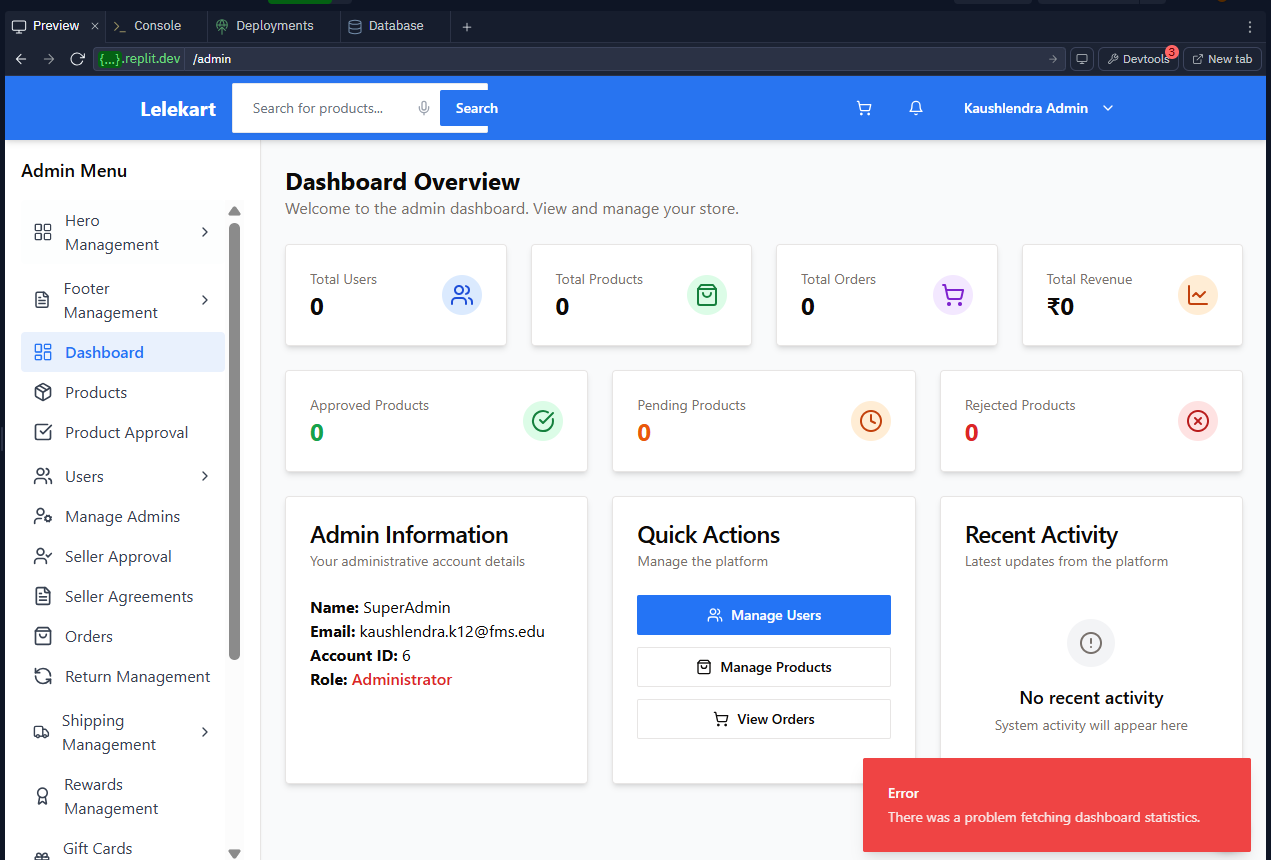 Preview
Console
Deployments
Database
{...}.replit.dev /admin
Devtools
3
New tab
Lelekart
Search for products...
Search
Kaushlendra Admin
Admin Menu
Hero
Management
Footer
Management
Dashboard
Products
Product Approval
Users
Manage Admins
Seller Approval
Seller Agreements
Orders
Return Management
Shipping
Management
Rewards
Management
Gift Cards
Dashboard Overview
Welcome to the admin dashboard. View and manage your store.
Total Users
0
Total Products
0
Total Orders
0
Total Revenue
₹0
Approved Products
0
Pending Products
0
Rejected Products
0
Admin Information
Your administrative account details
Name: SuperAdmin
Email: kaushlendra.k12@fms.edu
Account ID: 6
Role: Administrator
Quick Actions
Manage the platform
Manage Users
Manage Products
View Orders
Recent Activity
Latest updates from the platform
No recent activity
System activity will appear here
Error
There was a problem fetching dashboard statistics.